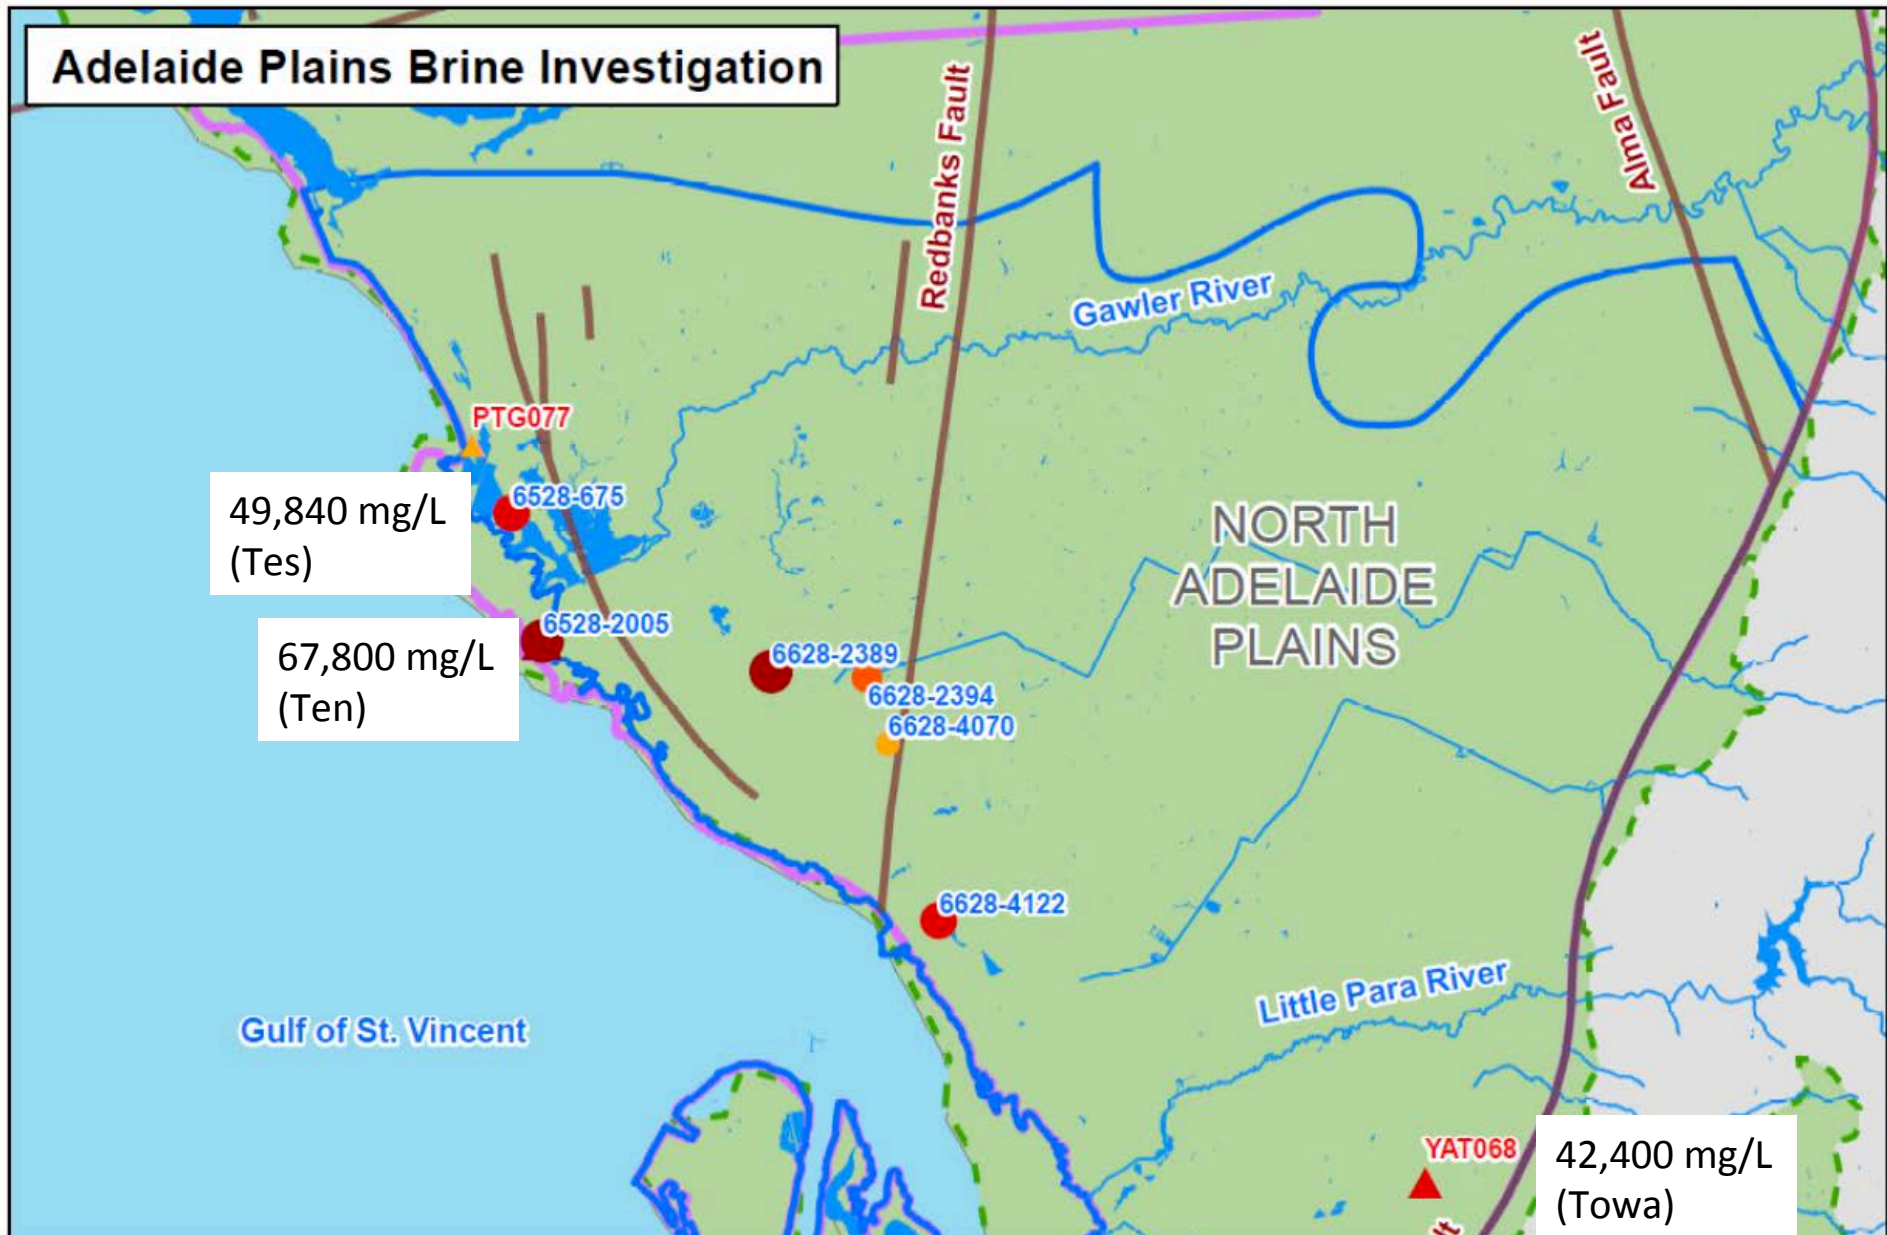 Adelaide Plains Brine Investigation
Redbanks Fault
Alma Fault
Gawler River
PTG077
49,840 mg/L
(Tes)
6528-675
NORTH
ADELAIDE
PLAINS
67,800 mg/L
(Ten)
6528-2005
6628-2389
6628-2394
6628-4070
6628-4122
Little Para River
Gulf of St. Vincent
YAT068
42,400 mg/L
(Towa)